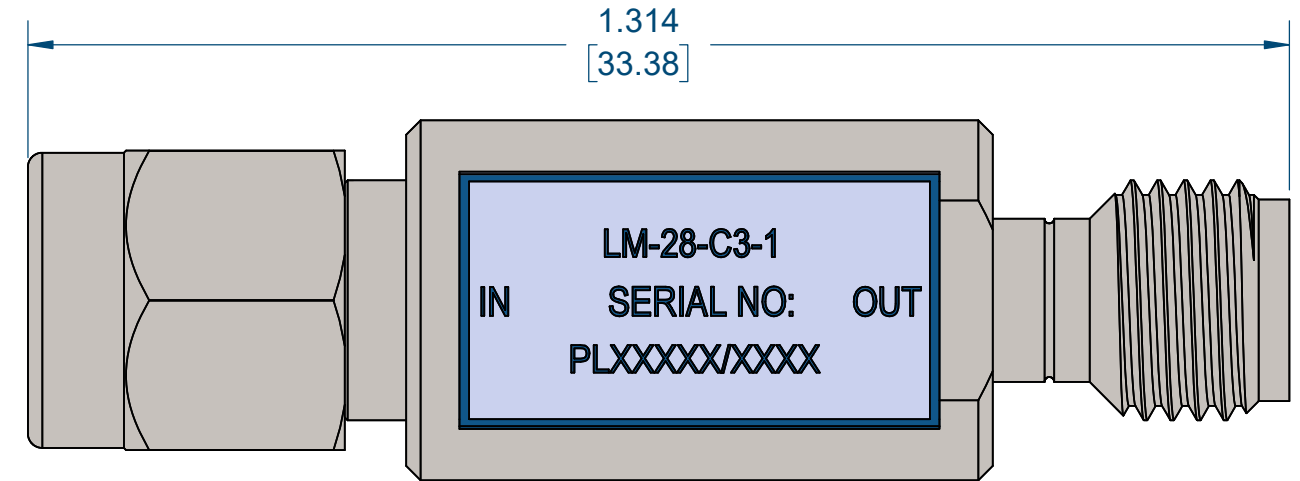 1.314
[33.38]
LM-28-C3-1
IN SERIAL NO: OUT
PLXXXXX/XXXX